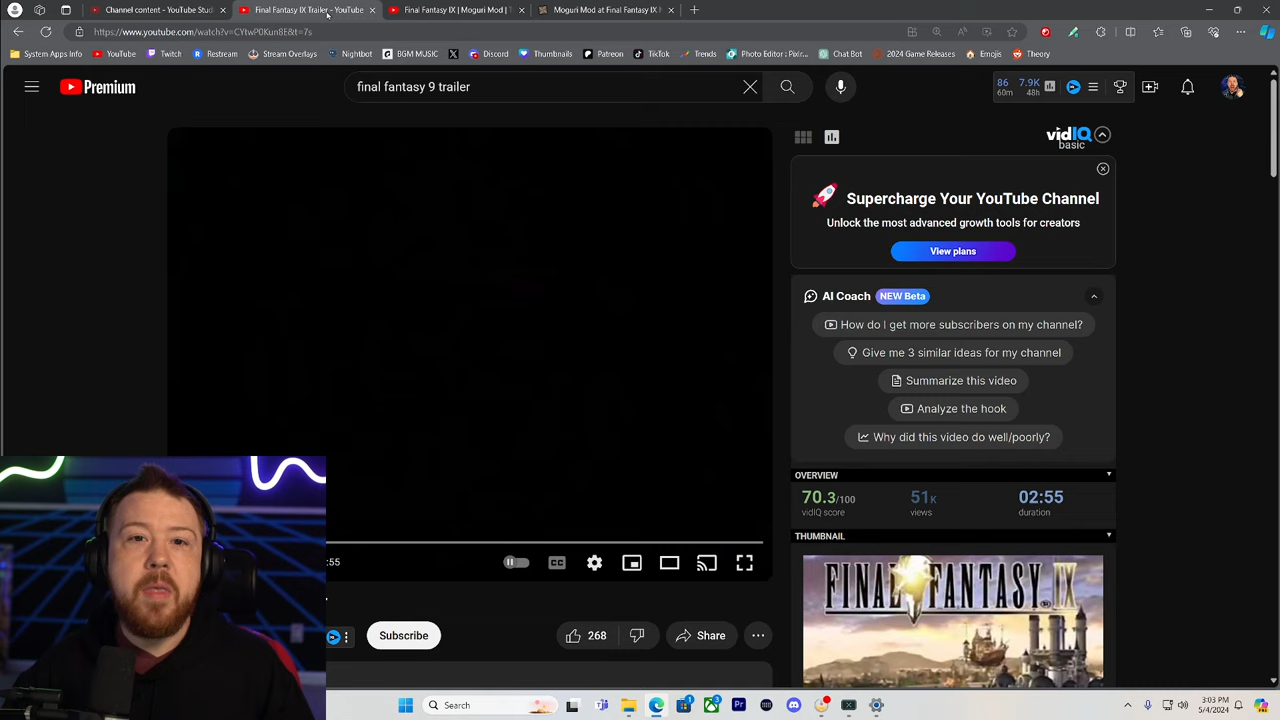 Channel content - YouTube Studi
Final Fantasy IX Trailer - YouTube
Final Fantasy IX | Moguri Mod | T
Moguri Mod at Final Fantasy IX N
https://www.youtube.com/watch?v=CYtwP0Kun8E&t=7s
System Apps Info
YouTube
Twitch
Restream
Stream Overlays
Nightbot
BGM MUSIC
Discord
Thumbnails
Patreon
TikTok
Trends
Photo Editor
Chat Bot
2024 Game Releases
Emojis
Theory
Premium
final fantasy 9 trailer
86
60m
7.9K
48h
vidIQ
basic
Supercharge Your YouTube Channel
Unlock the most advanced growth tools for creators
View plans
AI Coach NEW Beta
How do I get more subscribers on my channel?
Give me 3 similar ideas for my channel
Summarize this video
Analyze the hook
Why did this video do well/poorly?
OVERVIEW
70.3/100
vidIQ score
51K
views
02:55
duration
THUMBNAIL
FINAL FANTASY IX
:55
CC
Subscribe
268
Share
Search
3:03 PM
5/4/2024